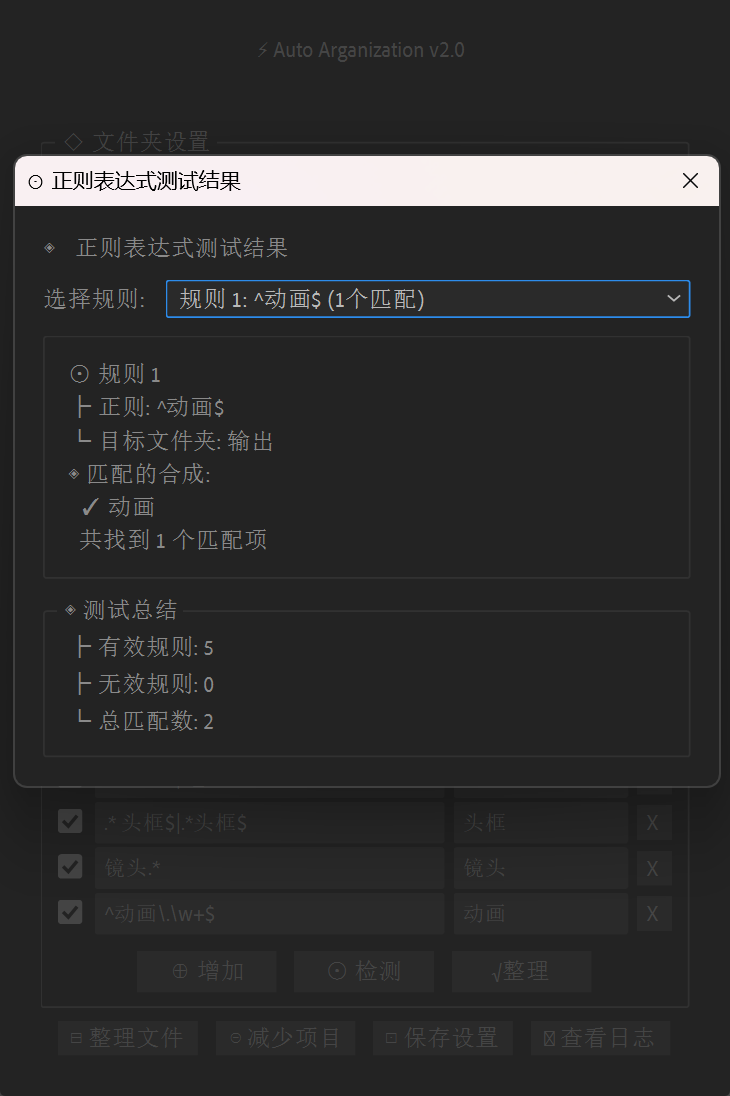 ⚡ Auto Arganization v2.0
◇ 文件夹设置
⊙ 正则表达式测试结果
◈ 正则表达式测试结果
选择规则: 规则 1: ^动画$ (1个匹配)
⊙ 规则 1
├ 正则: ^动画$
└ 目标文件夹: 输出
◈ 匹配的合成:
✓ 动画
共找到 1 个匹配项
◈ 测试总结
├ 有效规则: 5
├ 无效规则: 0
└ 总匹配数: 2
.* 头框$|.*头框$ 头框 X
镜头.* 镜头 X
^动画\.\w+$ 动画 X
⊕ 增加 ⊙ 检测 √整理
⊟ 整理文件 ○ 减少项目 □ 保存设置 查看日志